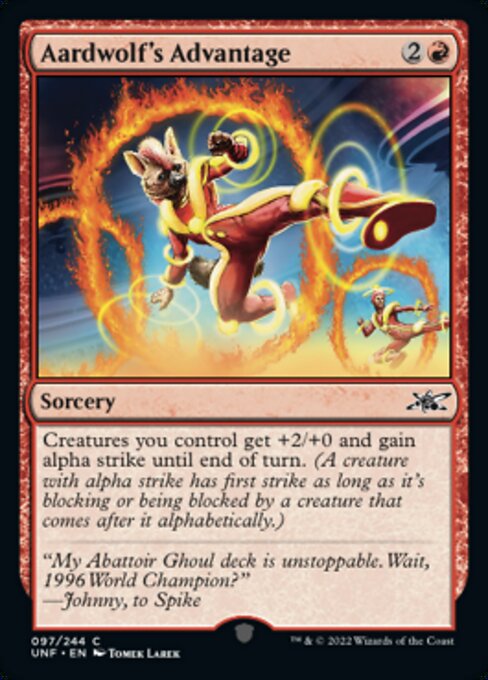 Aardwolf's Advantage 2
Sorcery
Creatures you control get +2/+0 and gain
alpha strike until end of turn. (A creature
with alpha strike has first strike as long as it's
blocking or being blocked by a creature that
comes after it alphabetically.)
"My Abattoir Ghoul deck is unstoppable. Wait,
1996 World Champion?"
—Johnny, to Spike
097/244 C
UNF • EN Tomek Larek
™ & © 2022 Wizards of the Coast